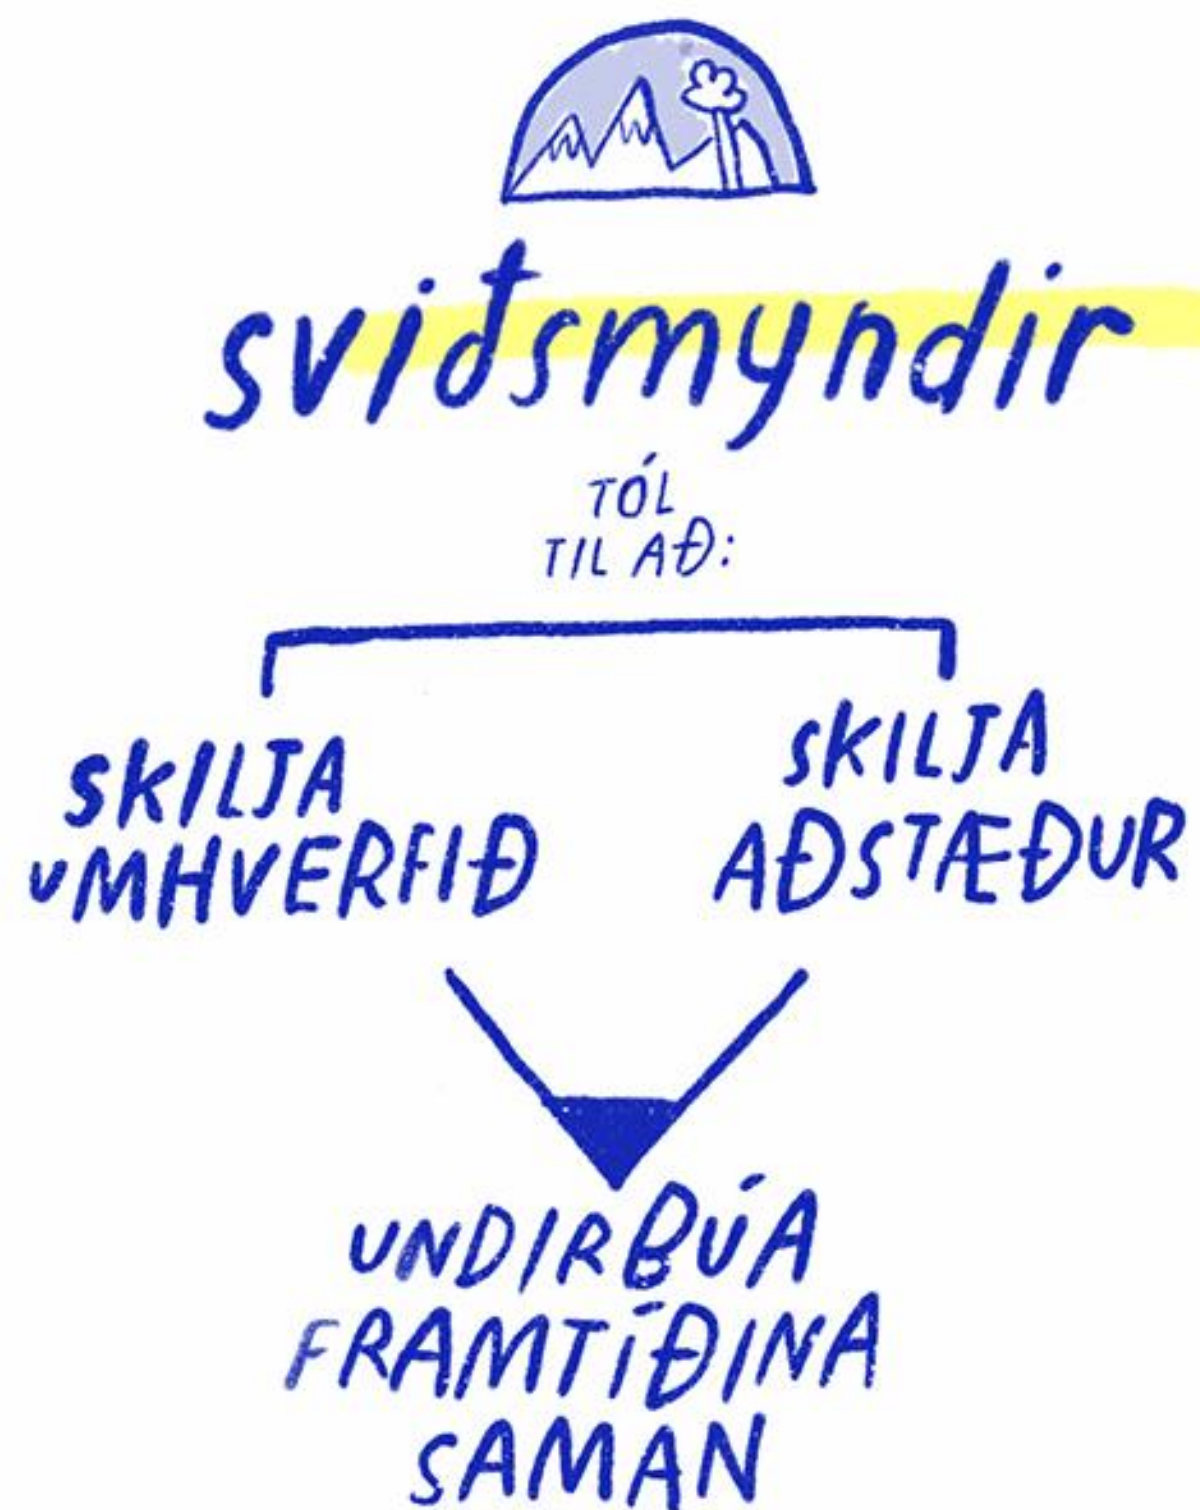 sviðsmyndir
TÓL
TIL AÐ:
SKILJA
UMHVERFIÐ
SKILJA
AÐSTÆÐUR
UNDIRBÚA
FRAMTÍÐINA
SAMAN